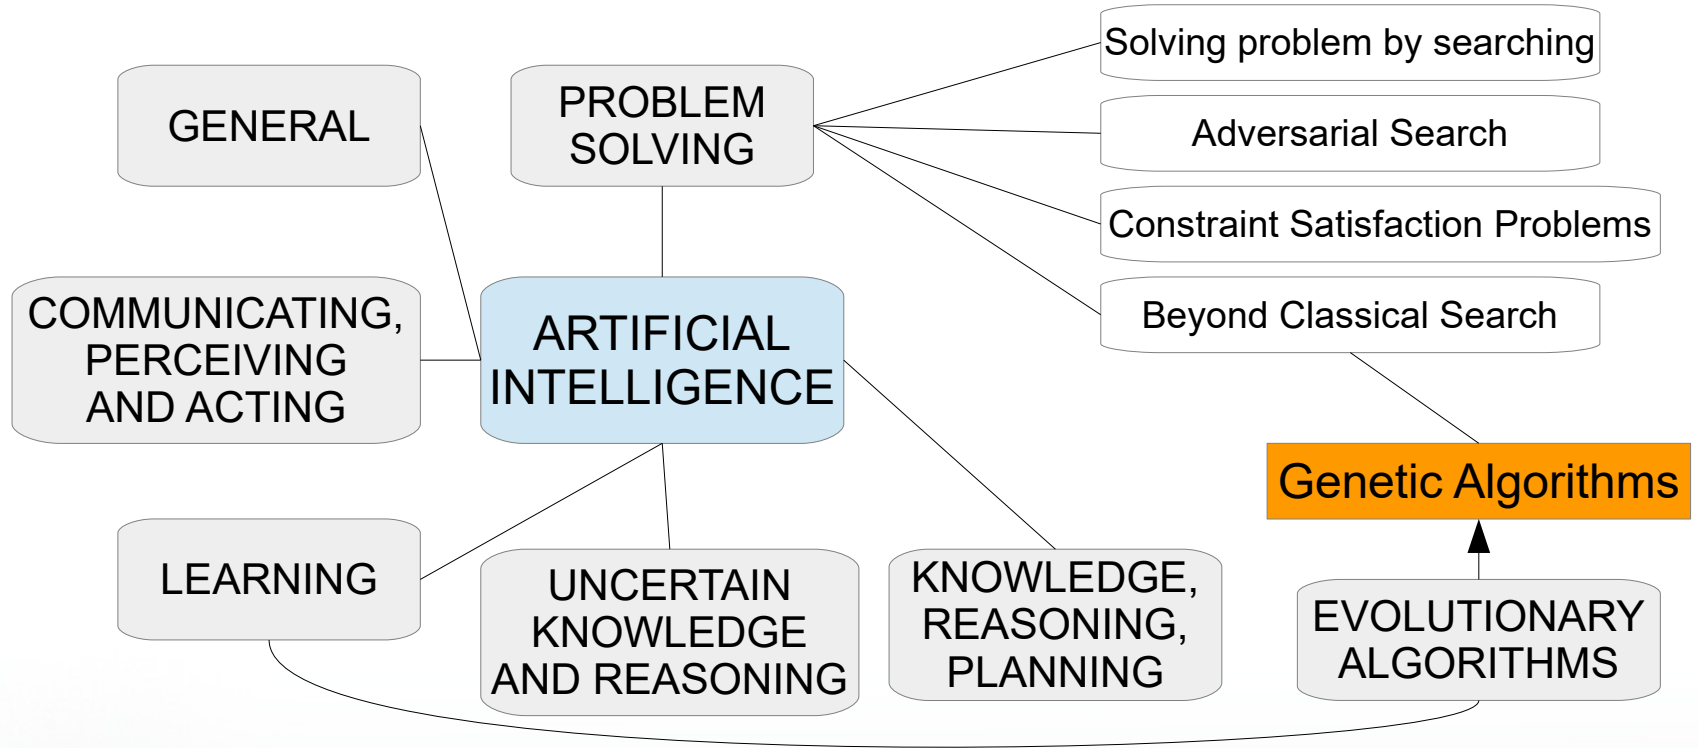 GENERAL
PROBLEM
SOLVING
Solving problem by searching
Adversarial Search
Constraint Satisfaction Problems
Beyond Classical Search
COMMUNICATING,
PERCEIVING
AND ACTING
ARTIFICIAL
INTELLIGENCE
Genetic Algorithms
LEARNING
UNCERTAIN
KNOWLEDGE
AND REASONING
KNOWLEDGE,
REASONING,
PLANNING
EVOLUTIONARY
ALGORITHMS